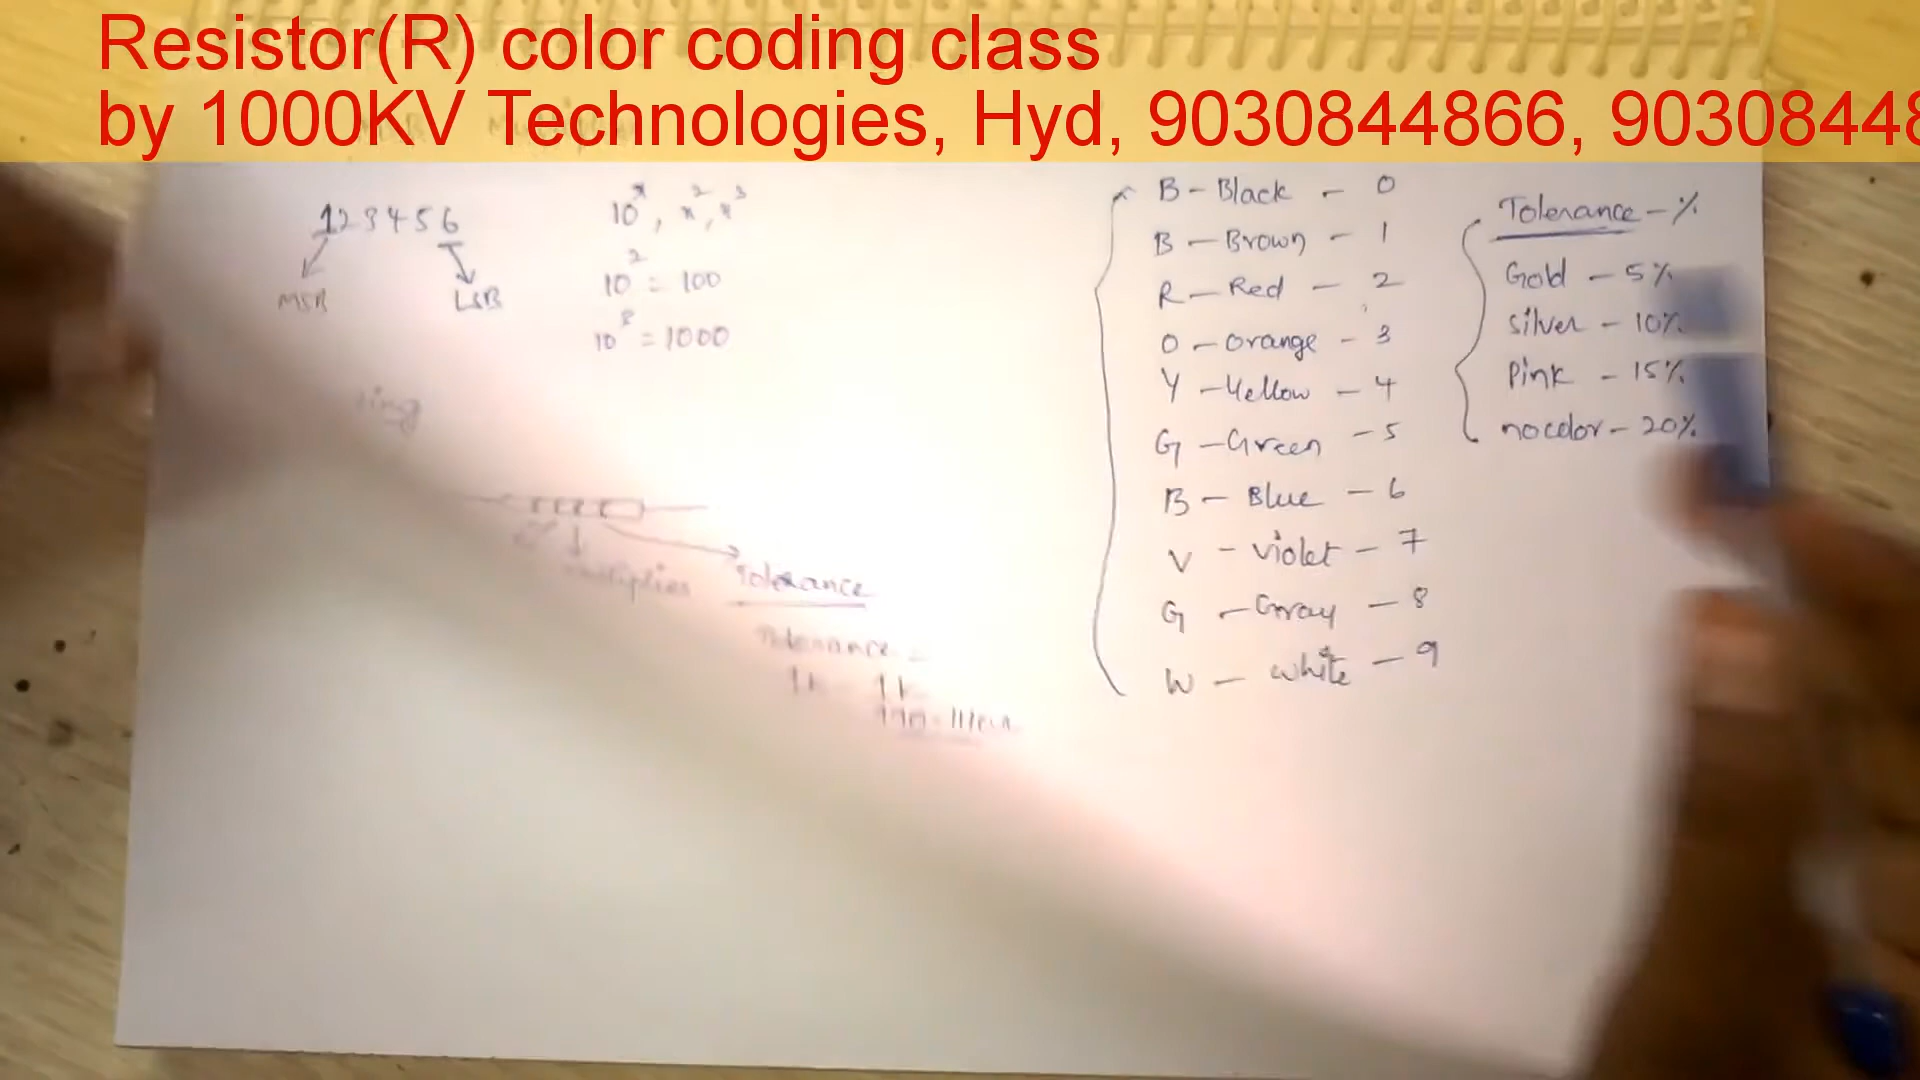 Resistor(R) color coding class
by 1000KV Technologies, Hyd, 9030844866, 90308448
123456
MSB
LSB
10² = 100
= 1000
Tolerance
Tolerance
B - Black - 0
B - Brown - 1
R - Red - 2
O - orange - 3
Y - Yellow - 4
G - Green - 5
B - Blue - 6
V - Violet - 7
G - Gray - 8
W - white - 9
Tolerance - %
Gold - 5%
Silver - 10%
Pink - 15%
nocolor - 20%